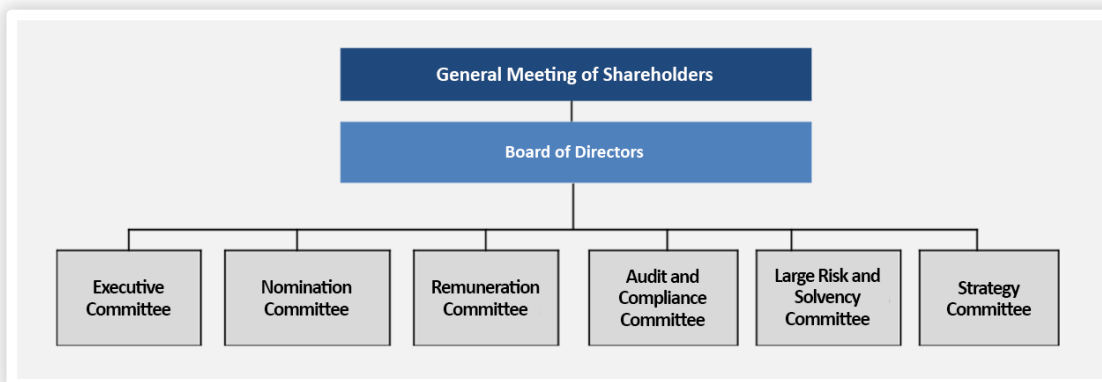 General Meeting of Shareholders
Board of Directors
Executive
Committee
Nomination
Committee
Remuneration
Committee
Audit and
Compliance
Committee
Large Risk and
Solvency
Committee
Strategy
Committee